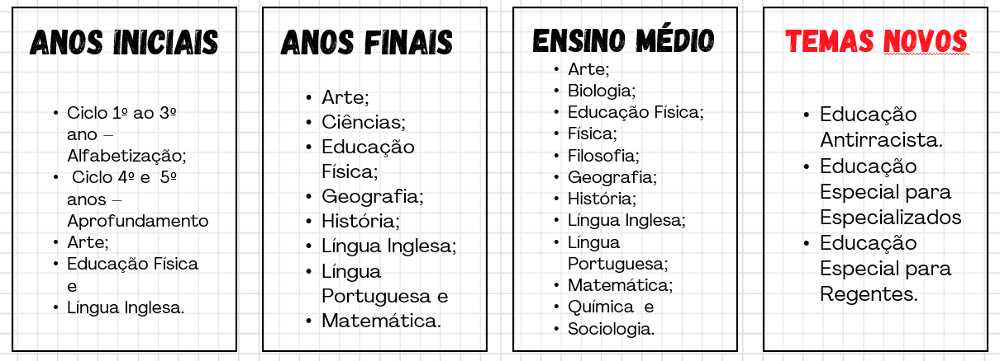 ANOS INICIAIS
• Ciclo 1º ao 3º
ano –
Alfabetização;
• Ciclo 4º e 5º
anos –
Aprofundamento
• Arte;
• Educação Física
e
• Língua Inglesa.
ANOS FINAIS
• Arte;
• Ciências;
• Educação
Física;
• Geografia;
• História;
• Língua Inglesa;
• Língua
Portuguesa e
• Matemática.
ENSINO MÉDIO
• Arte;
• Biologia;
• Educação Física;
• Física;
• Filosofia;
• Geografia;
• História;
• Língua Inglesa;
• Língua
Portuguesa;
• Matemática;
• Química e
• Sociologia.
TEMAS NOVOS
• Educação
Antirracista.
• Educação
Especial para
Especializados
• Educação
Especial para
Regentes.